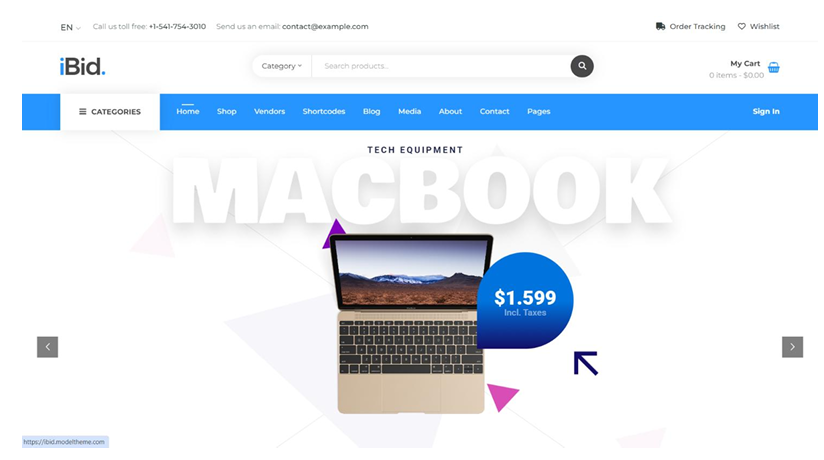 EN Call us toll free: +1-541-754-3010 Send us an email: contact@example.com Order Tracking Wishlist
iBid. Category Search products... My Cart
0 items - $0.00
CATEGORIES Home Shop Vendors Shortcodes Blog Media About Contact Pages Sign In
TECH EQUIPMENT
MACBOOK
$1.599
Incl. Taxes
https://ibid.modeltheme.com